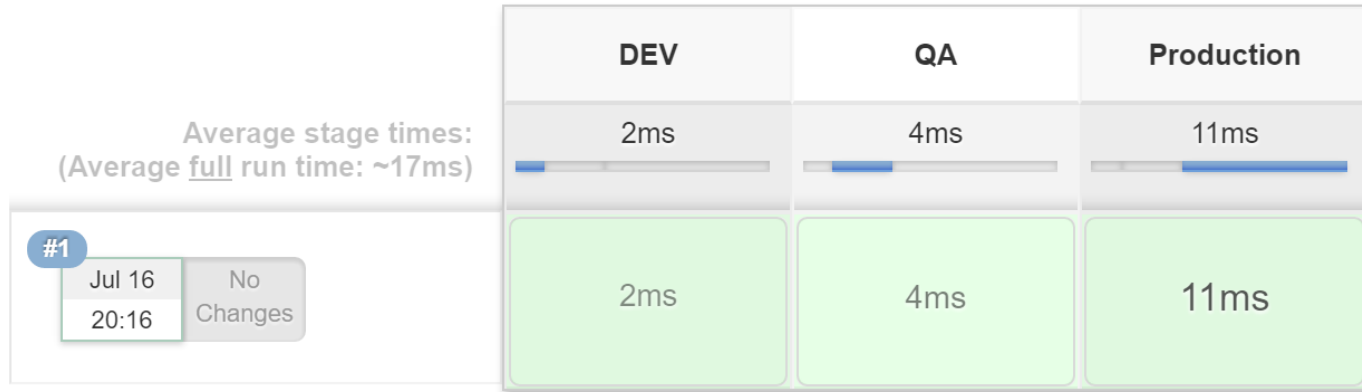 DEV QA Production
Average stage times: 2ms 4ms 11ms
(Average full run time: ~17ms)
#1
Jul 16 No
20:16 Changes
2ms 4ms 11ms